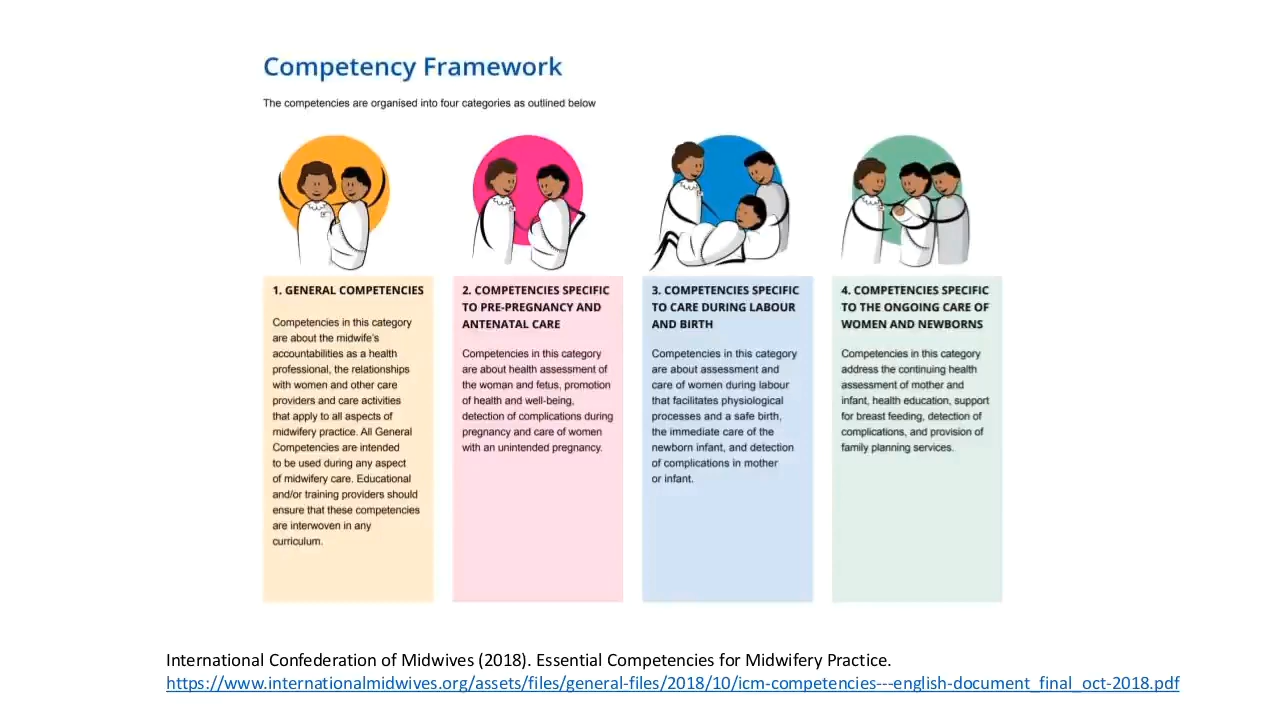 Competency Framework
The competencies are organised into four categories as outlined below
1. GENERAL COMPETENCIES
Competencies in this category
are about the midwife's
accountabilities as a health
professional, the relationships
with women and other care
providers and care activities
that apply to all aspects of
midwifery practice. All General
Competencies are intended
to be used during any aspect
of midwifery care. Educational
and/or training providers should
ensure that these competencies
are interwoven in any
curriculum.
2. COMPETENCIES SPECIFIC
TO PRE-PREGNANCY AND
ANTENATAL CARE
Competencies in this category
are about health assessment of
the woman and fetus, promotion
of health and well-being,
detection of complications during
pregnancy and care of women
with an unintended pregnancy.
3. COMPETENCIES SPECIFIC
TO CARE DURING LABOUR
AND BIRTH
Competencies in this category
are about assessment and
care of women during labour
that facilitates physiological
processes and a safe birth,
the immediate care of the
newborn infant, and detection
of complications in mother
or infant.
4. COMPETENCIES SPECIFIC
TO THE ONGOING CARE OF
WOMEN AND NEWBORNS
Competencies in this category
address the continuing health
assessment of mother and
infant, health education, support
for breast feeding, detection of
complications, and provision of
family planning services.
International Confederation of Midwives (2018). Essential Competencies for Midwifery Practice.
https://www.internationalmidwives.org/assets/files/general-files/2018/10/icm-competencies---english-document_final_oct-2018.pdf